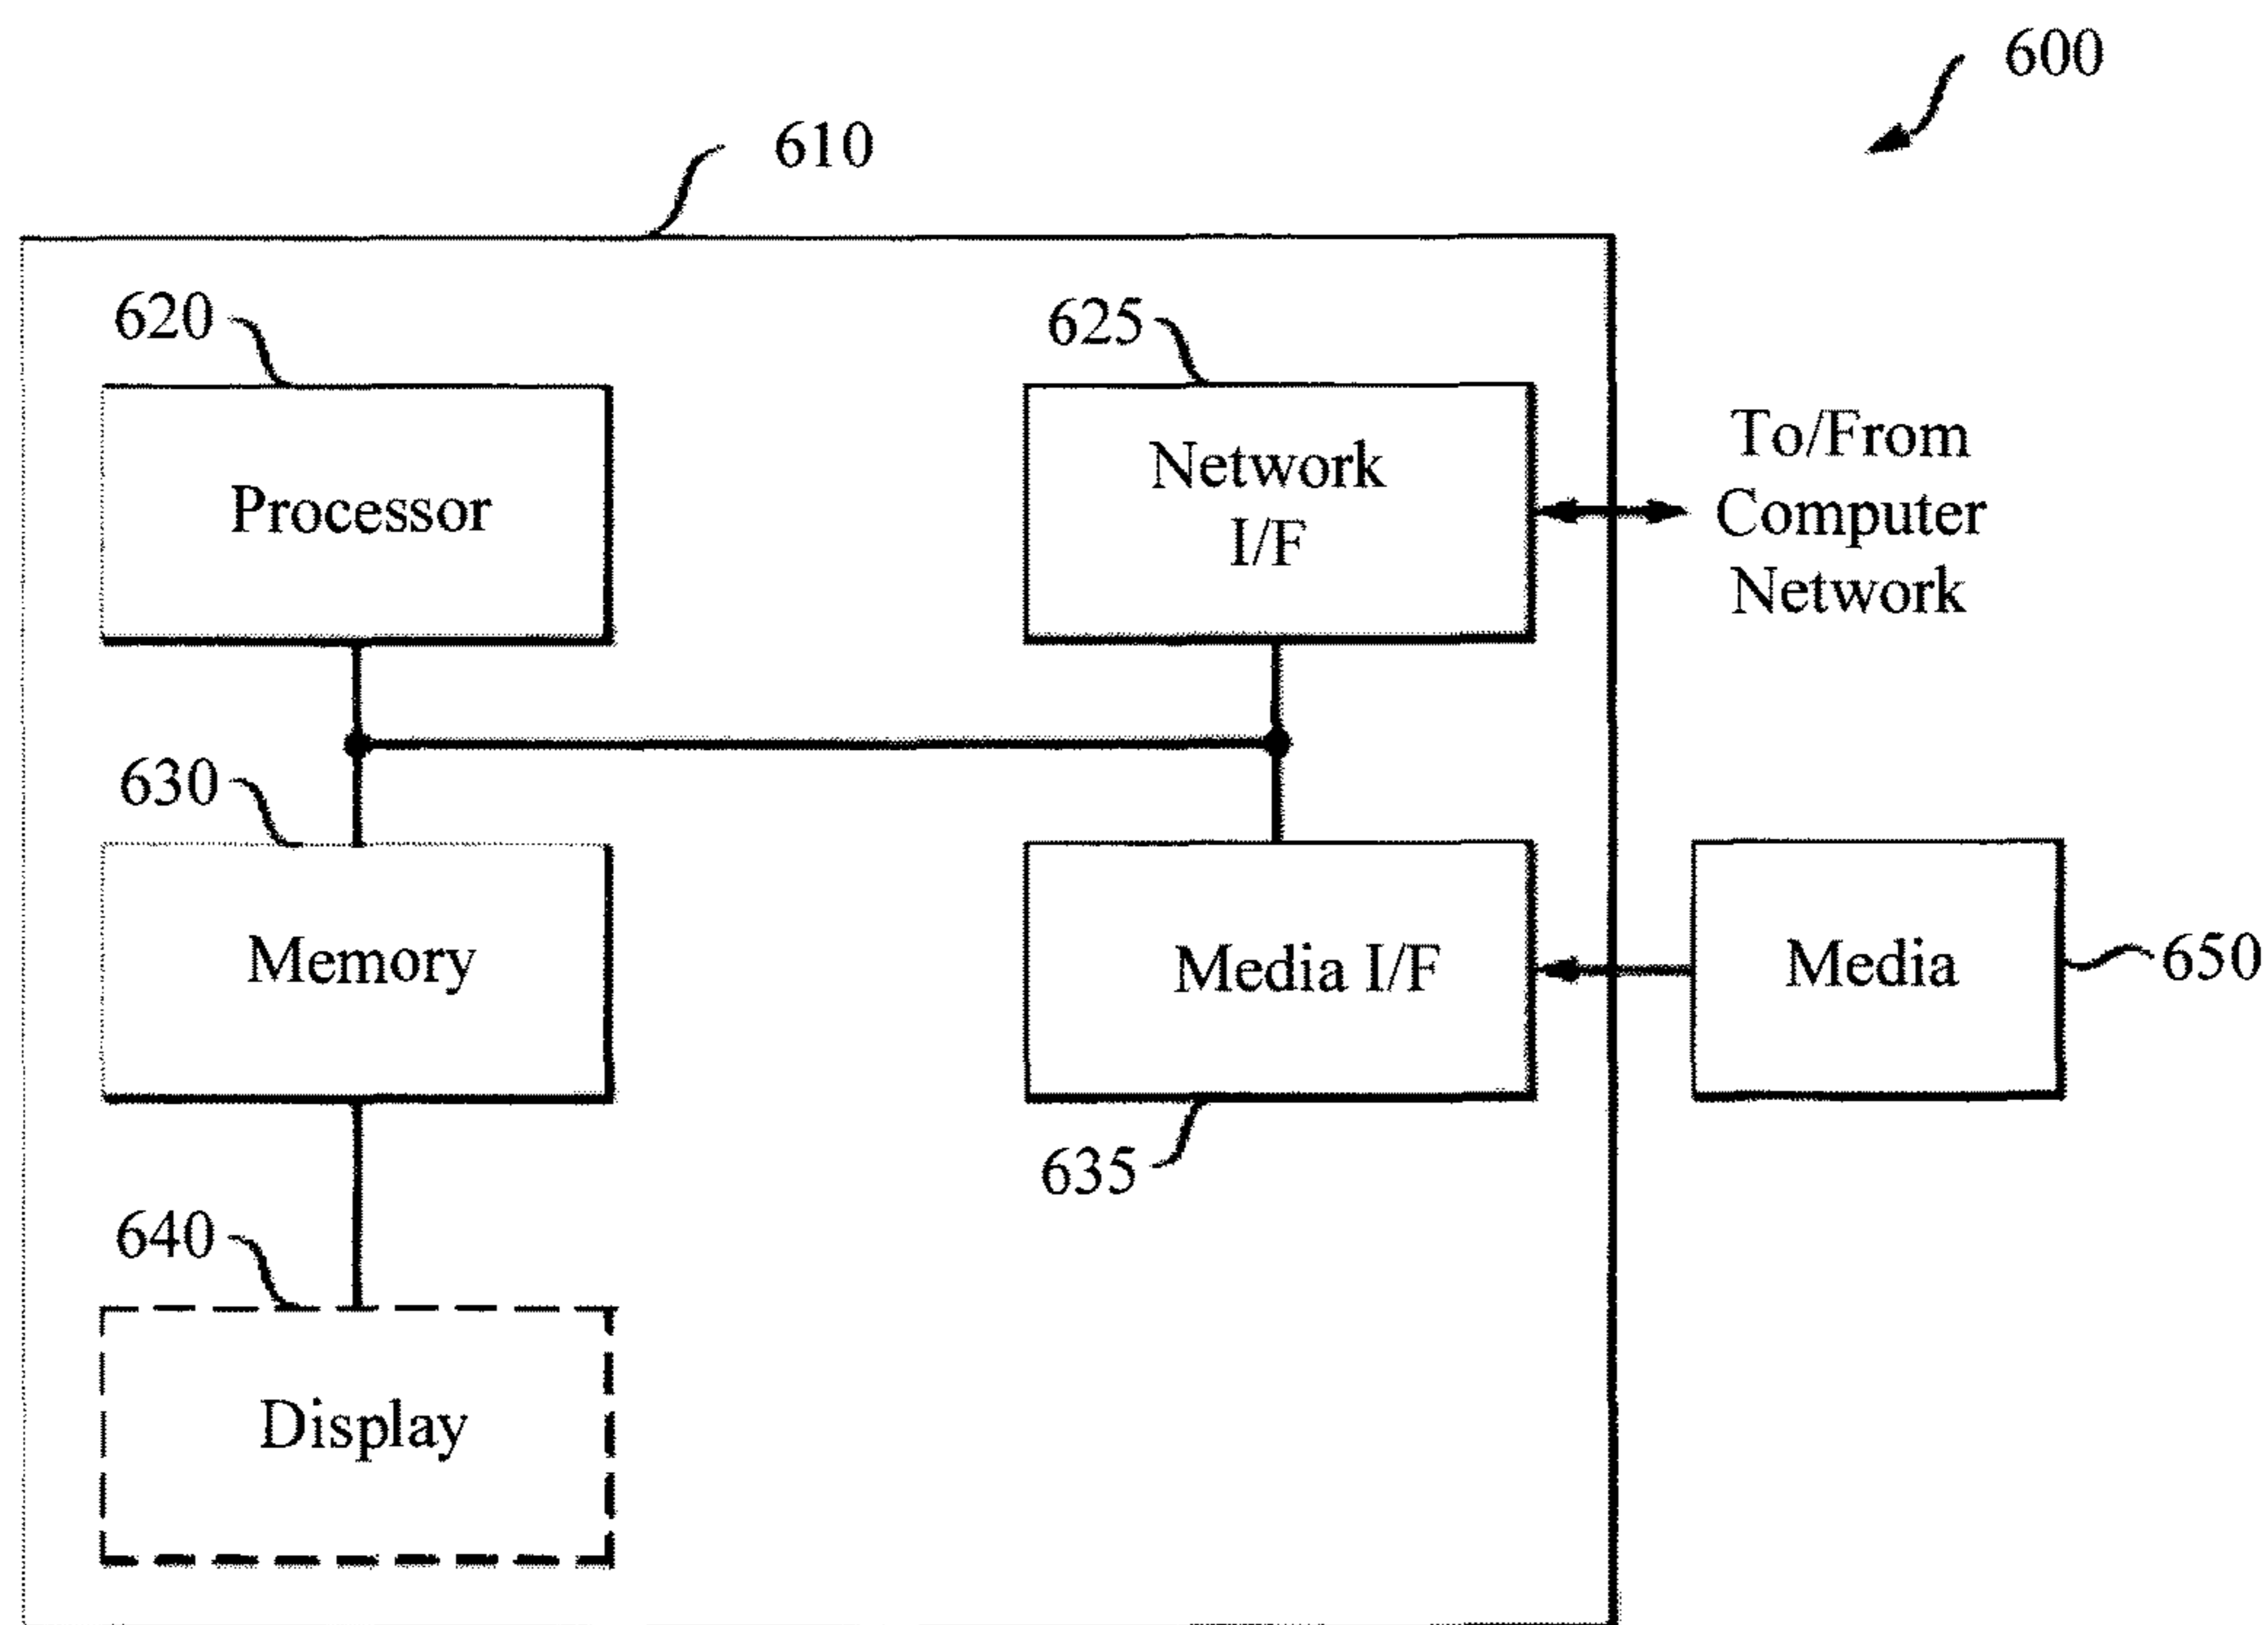 600
610
620
625
Processor
Network
I/F
To/From
Computer
Network
630
Memory
Media I/F
Media
650
635
640
Display